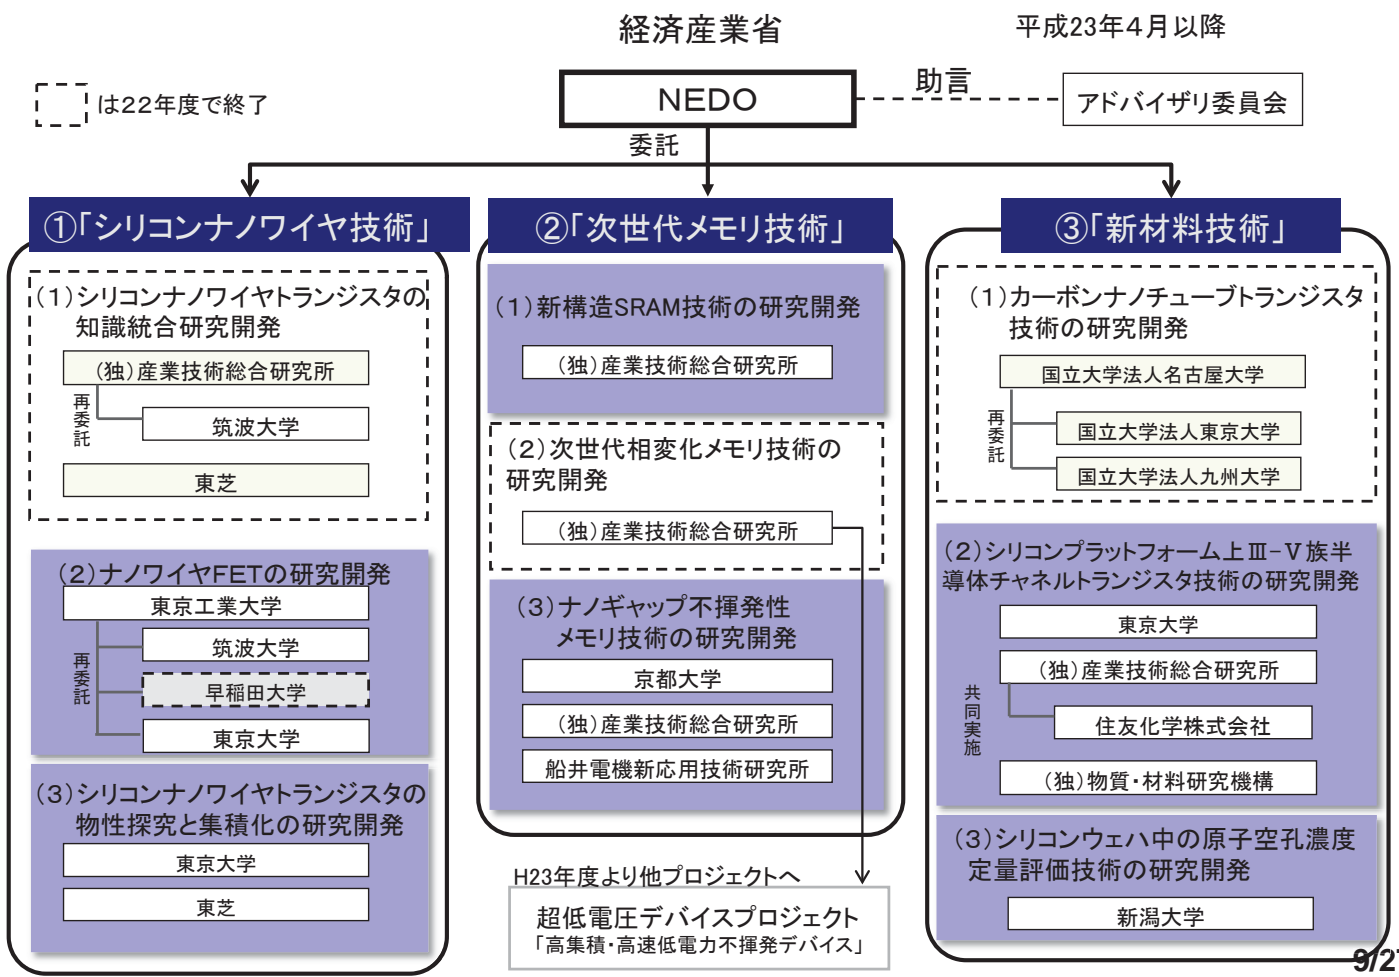 経済産業省
平成23年4月以降
は22年度で終了
NEDO
助言
アドバイザリ委員会
委託
①「シリコンナノワイヤ技術」
(1)シリコンナノワイヤトランジスタの
知識統合研究開発
(独)産業技術総合研究所
再委託
筑波大学
東芝
(2)ナノワイヤFETの研究開発
東京工業大学
再委託
筑波大学
早稲田大学
東京大学
(3)シリコンナノワイヤトランジスタの
物性探究と集積化の研究開発
東京大学
東芝
②「次世代メモリ技術」
(1)新構造SRAM技術の研究開発
(独)産業技術総合研究所
(2)次世代相変化メモリ技術の
研究開発
(独)産業技術総合研究所
(3)ナノギャップ不揮発性
メモリ技術の研究開発
京都大学
(独)産業技術総合研究所
船井電機新応用技術研究所
H23年度より他プロジェクトへ
超低電圧デバイスプロジェクト
「高集積・高速低電力不揮発デバイス」
③「新材料技術」
(1)カーボンナノチューブトランジスタ
技術の研究開発
国立大学法人名古屋大学
再委託
国立大学法人東京大学
国立大学法人九州大学
(2)シリコンプラットフォーム上Ⅲ-Ⅴ族半
導体チャネルトランジスタ技術の研究開発
東京大学
(独)産業技術総合研究所
共同実施
住友化学株式会社
(独)物質・材料研究機構
(3)シリコンウェハ中の原子空孔濃度
定量評価技術の研究開発
新潟大学